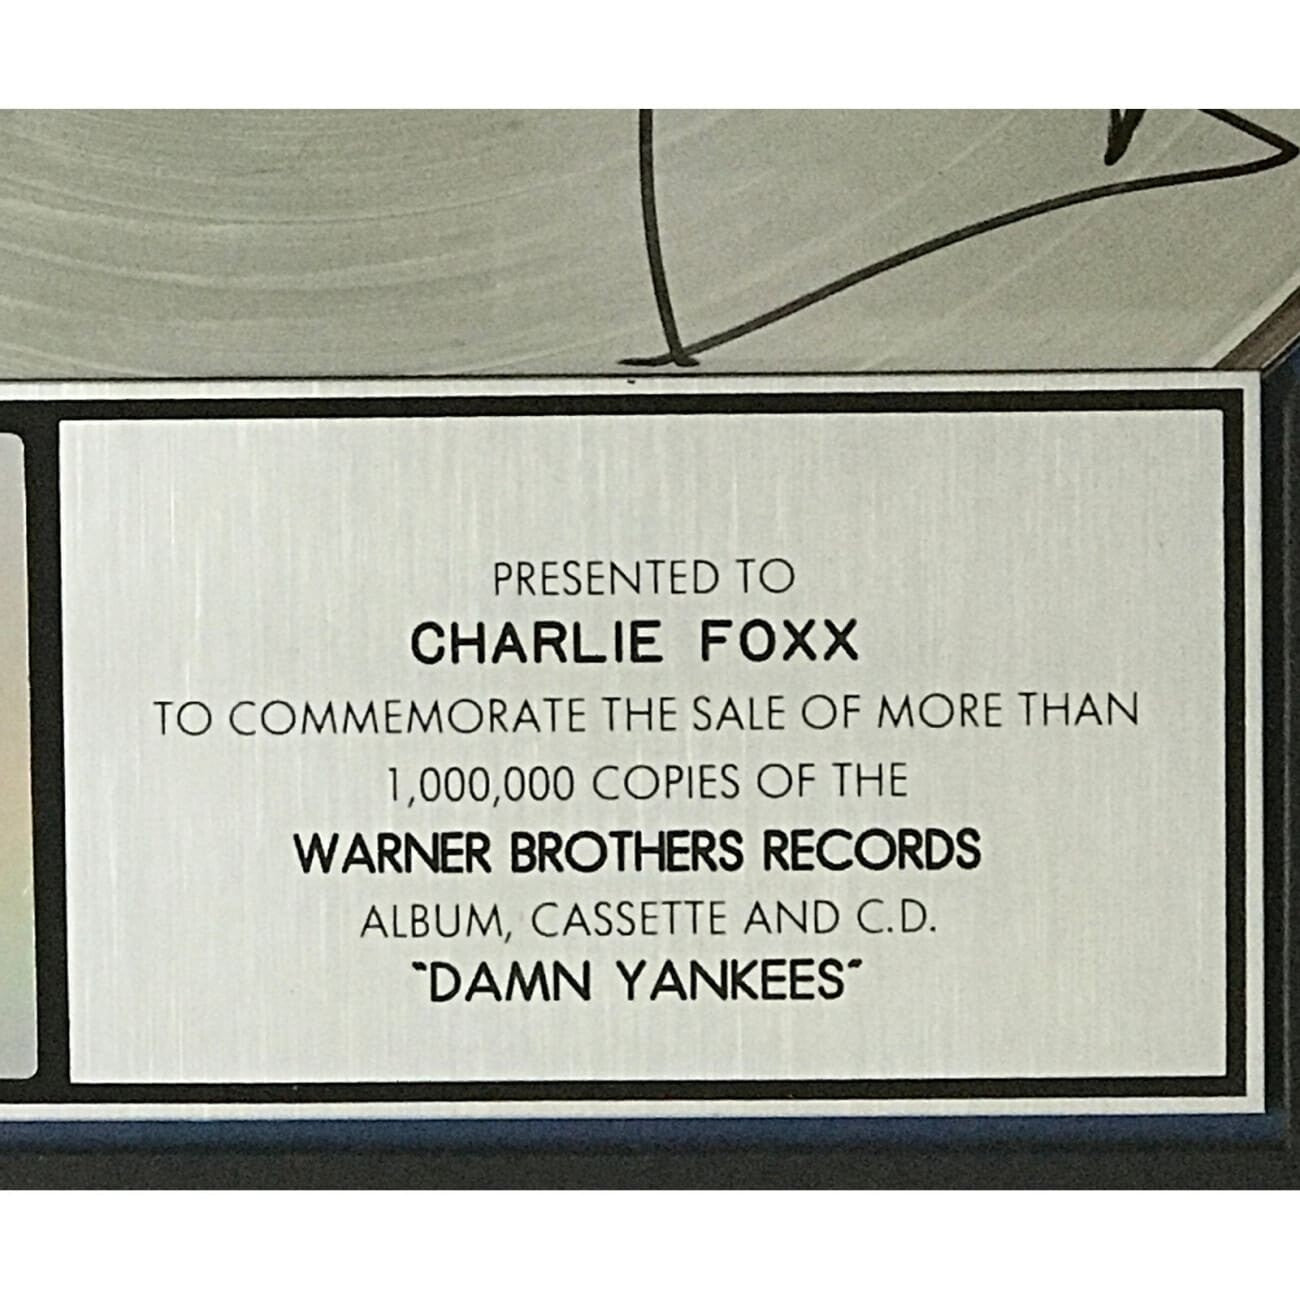 PRESENTED TO
CHARLIE FOXX
TO COMMEMORATE THE SALE OF MORE THAN
1,000,000 COPIES OF THE
WARNER BROTHERS RECORDS
ALBUM, CASSETTE AND C.D.
"DAMN YANKEES"